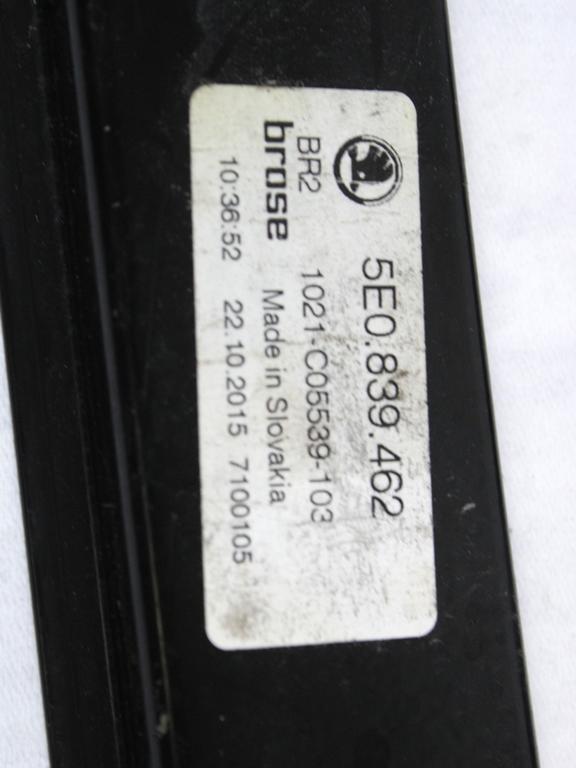 5E0.839.462
BR2 1021-C05539-103
brose Made in Slovakia
10:36:52 22.10.2015 7100105